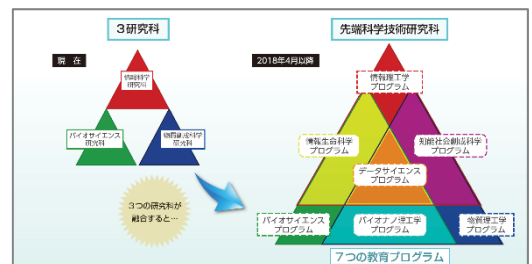 3研究科
現 在
情報科学
研究科
バイオサイエンス
研究科
物質創成科学
研究科
3つの研究科が
融合すると…
先端科学技術研究科
2018年4月以降
情報理工学
プログラム
情報生命科学
プログラム
知能社会創成科学
プログラム
データサイエンス
プログラム
バイオサイエンス
プログラム
バイオナノ理工学
プログラム
物質理工学
プログラム
7つの教育プログラム